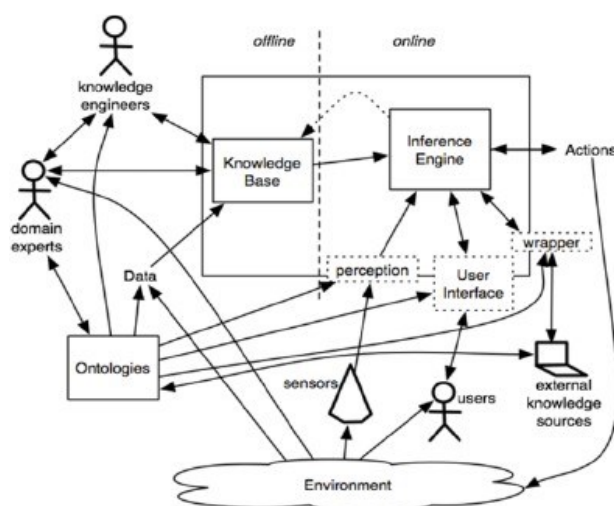 offline
online
knowledge
engineers
Inference
Engine
Actions
Knowledge
Base
domain
experts
wrapper
Data
perception
User
Interface
Ontologies
sensors
users
external
knowledge
sources
Environment